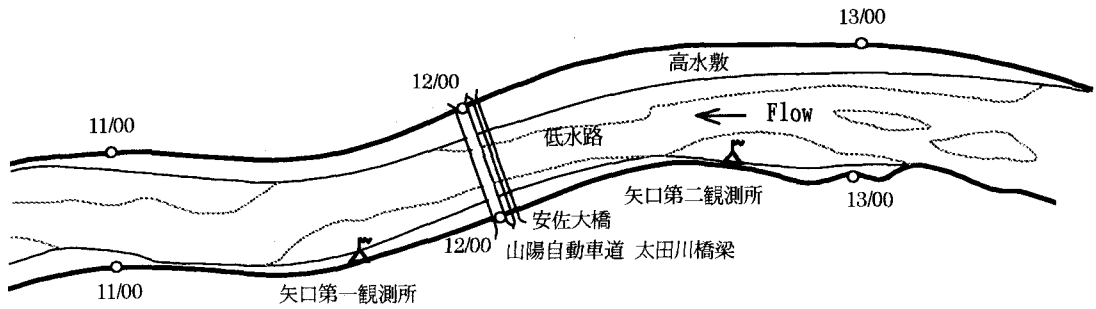 13/00
高水敷
12/00
11/00
Flow
低水路
矢口第二観測所
13/00
安佐大橋
12/00
山陽自動車道 太田川橋梁
11/00
矢口第一観測所